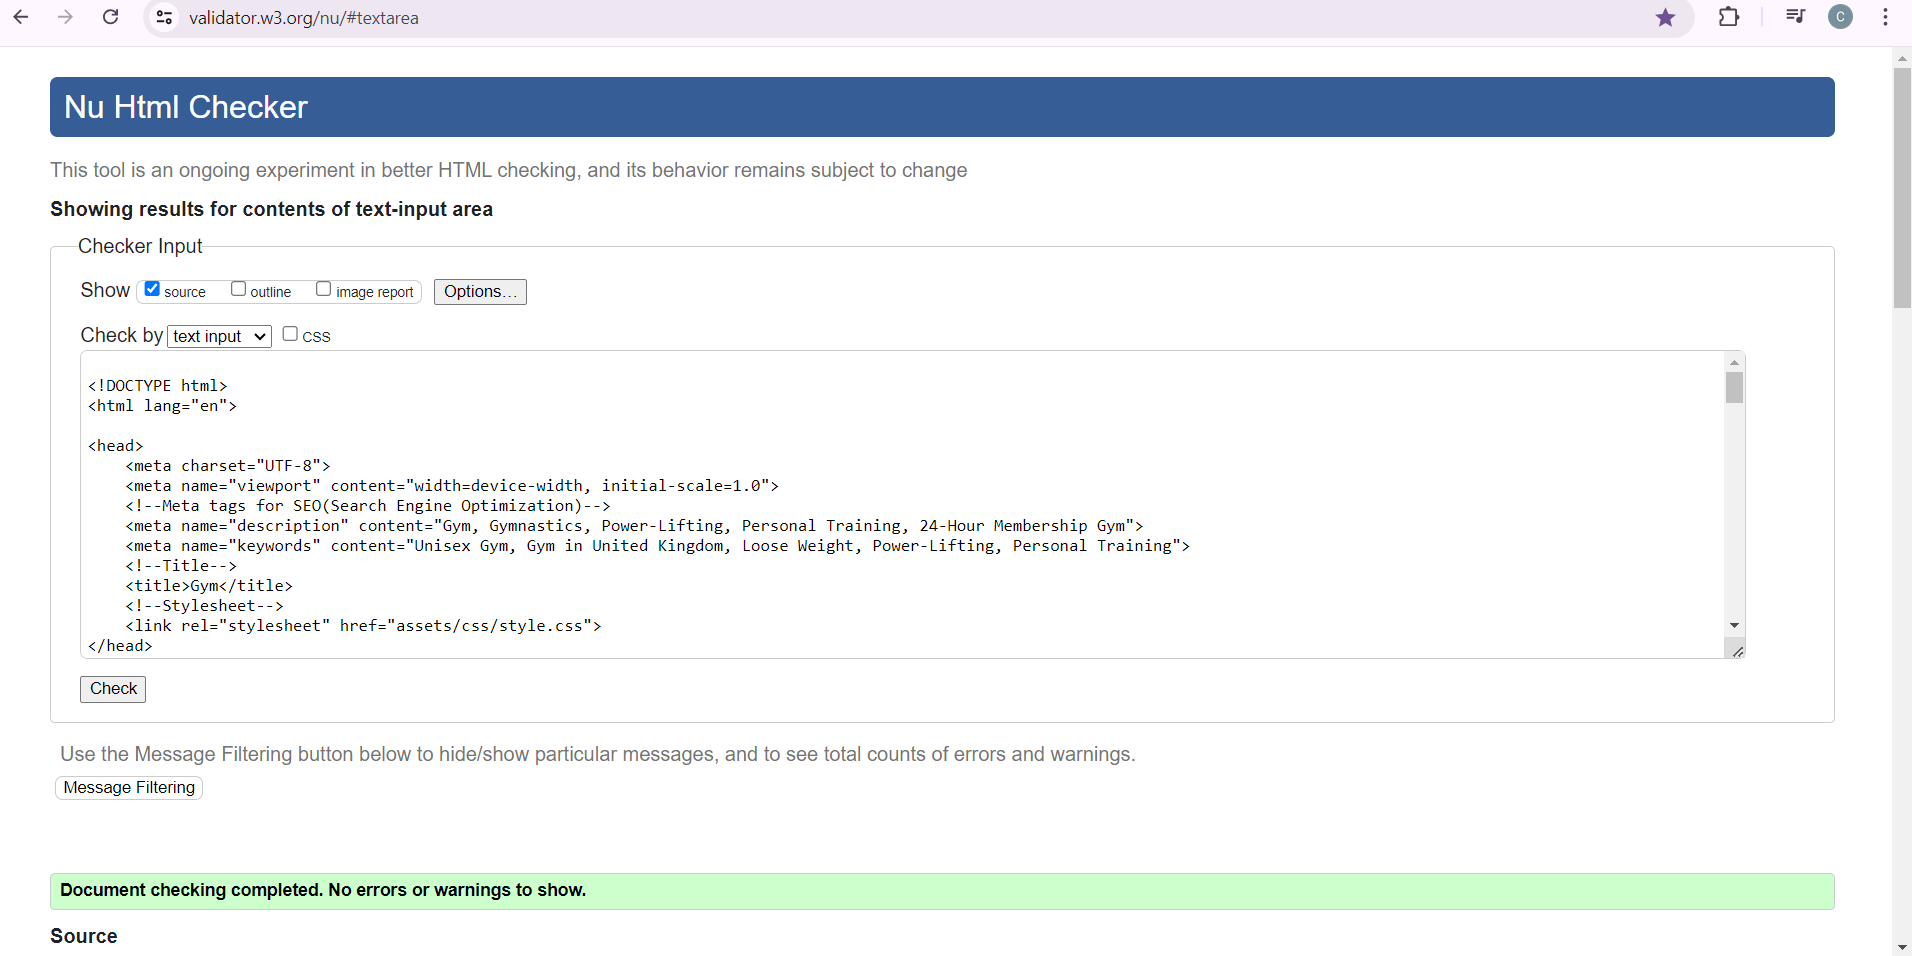 validator.w3.org/nu/#textarea
C
Nu Html Checker
This tool is an ongoing experiment in better HTML checking, and its behavior remains subject to change
Showing results for contents of text-input area
Checker Input
Show source outline image report Options...
Check by text input CSS
<!DOCTYPE html>
<html lang="en">
<head>
<meta charset="UTF-8">
<meta name="viewport" content="width=device-width, initial-scale=1.0">
<!--Meta tags for SEO(Search Engine Optimization)-->
<meta name="description" content="Gym, Gymnastics, Power-Lifting, Personal Training, 24-Hour Membership Gym">
<meta name="keywords" content="Unisex Gym, Gym in United Kingdom, Loose Weight, Power-Lifting, Personal Training">
<!--Title-->
<title>Gym</title>
<!--Stylesheet-->
<link rel="stylesheet" href="assets/css/style.css">
</head>
Check
Use the Message Filtering button below to hide/show particular messages, and to see total counts of errors and warnings.
Message Filtering
Document checking completed. No errors or warnings to show.
Source